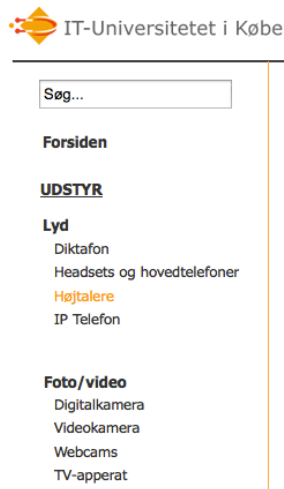 IT-Universitetet i Købe
Søg...
Forsiden
UDSTYR
Lyd
Diktafon
Headsets og hovedtelefoner
Højtalere
IP Telefon
Foto/video
Digitalkamera
Videokamera
Webcams
TV-apperat